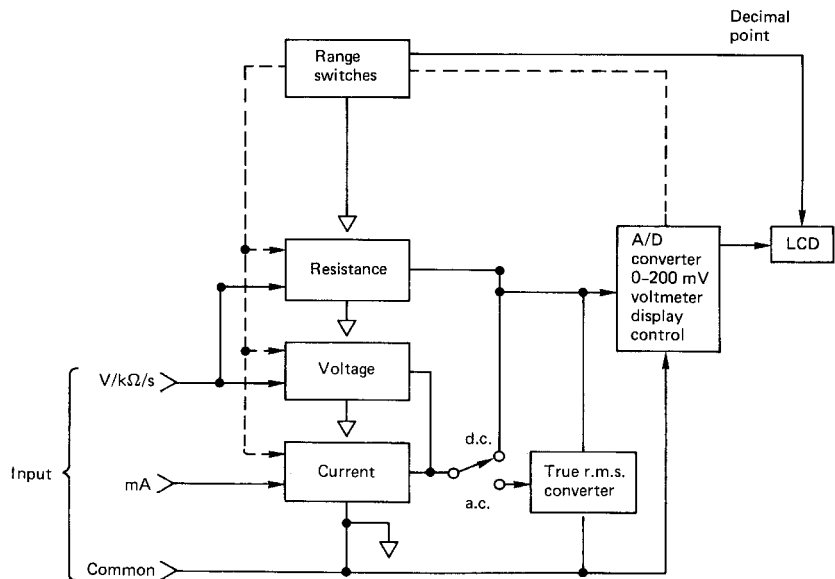 Decimal
point
Range
switches
Resistance
A/D
converter
0–200 mV
voltmeter
display
control
LCD
V/kΩ/s
Voltage
d.c.
Input
mA
Current
a.c.
True r.m.s.
converter
Common